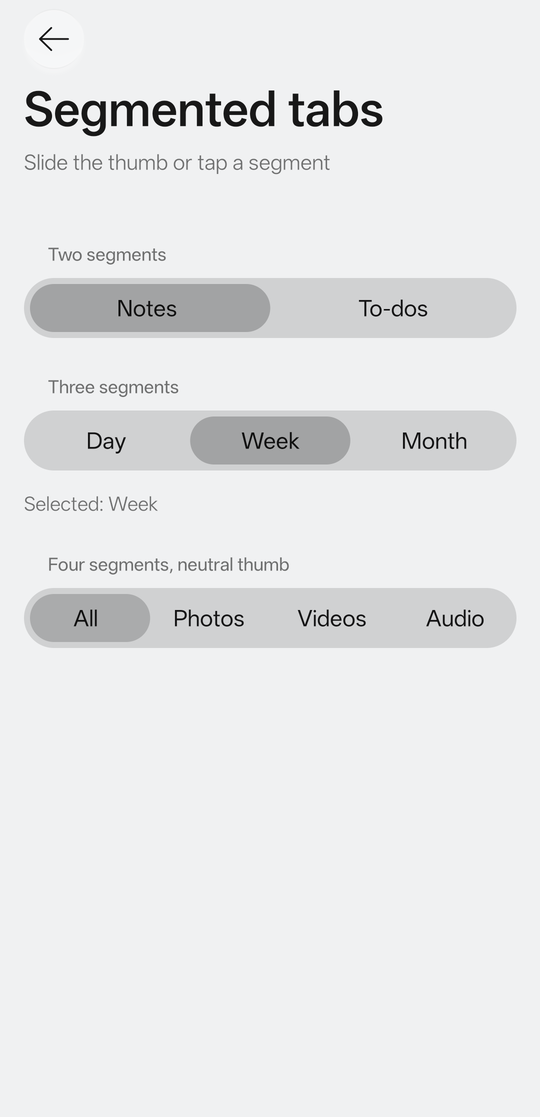 Segmented tabs
Slide the thumb or tap a segment
Two segments
Notes To-dos
Three segments
Day Week Month
Selected: Week
Four segments, neutral thumb
All Photos Videos Audio